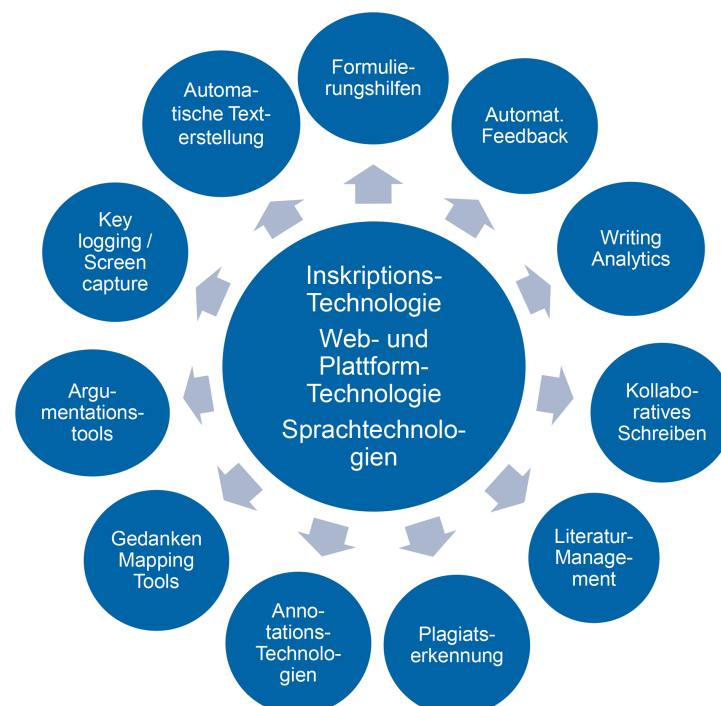 Formulie-
rungshilfen
Automat.
Feedback
Writing
Analytics
Kollabo-
ratives
Schreiben
Literatur-
Manage-
ment
Plagiats-
erkennung
Anno-
tations-
Technolo-
gien
Gedanken
Mapping
Tools
Argu-
mentations-
tools
Key
logging /
Screen
capture
Automa-
tische Text-
erstellung
Inskriptions-
Technologie
Web- und
Plattform-
Technologie
Sprachtechnolo-
gien